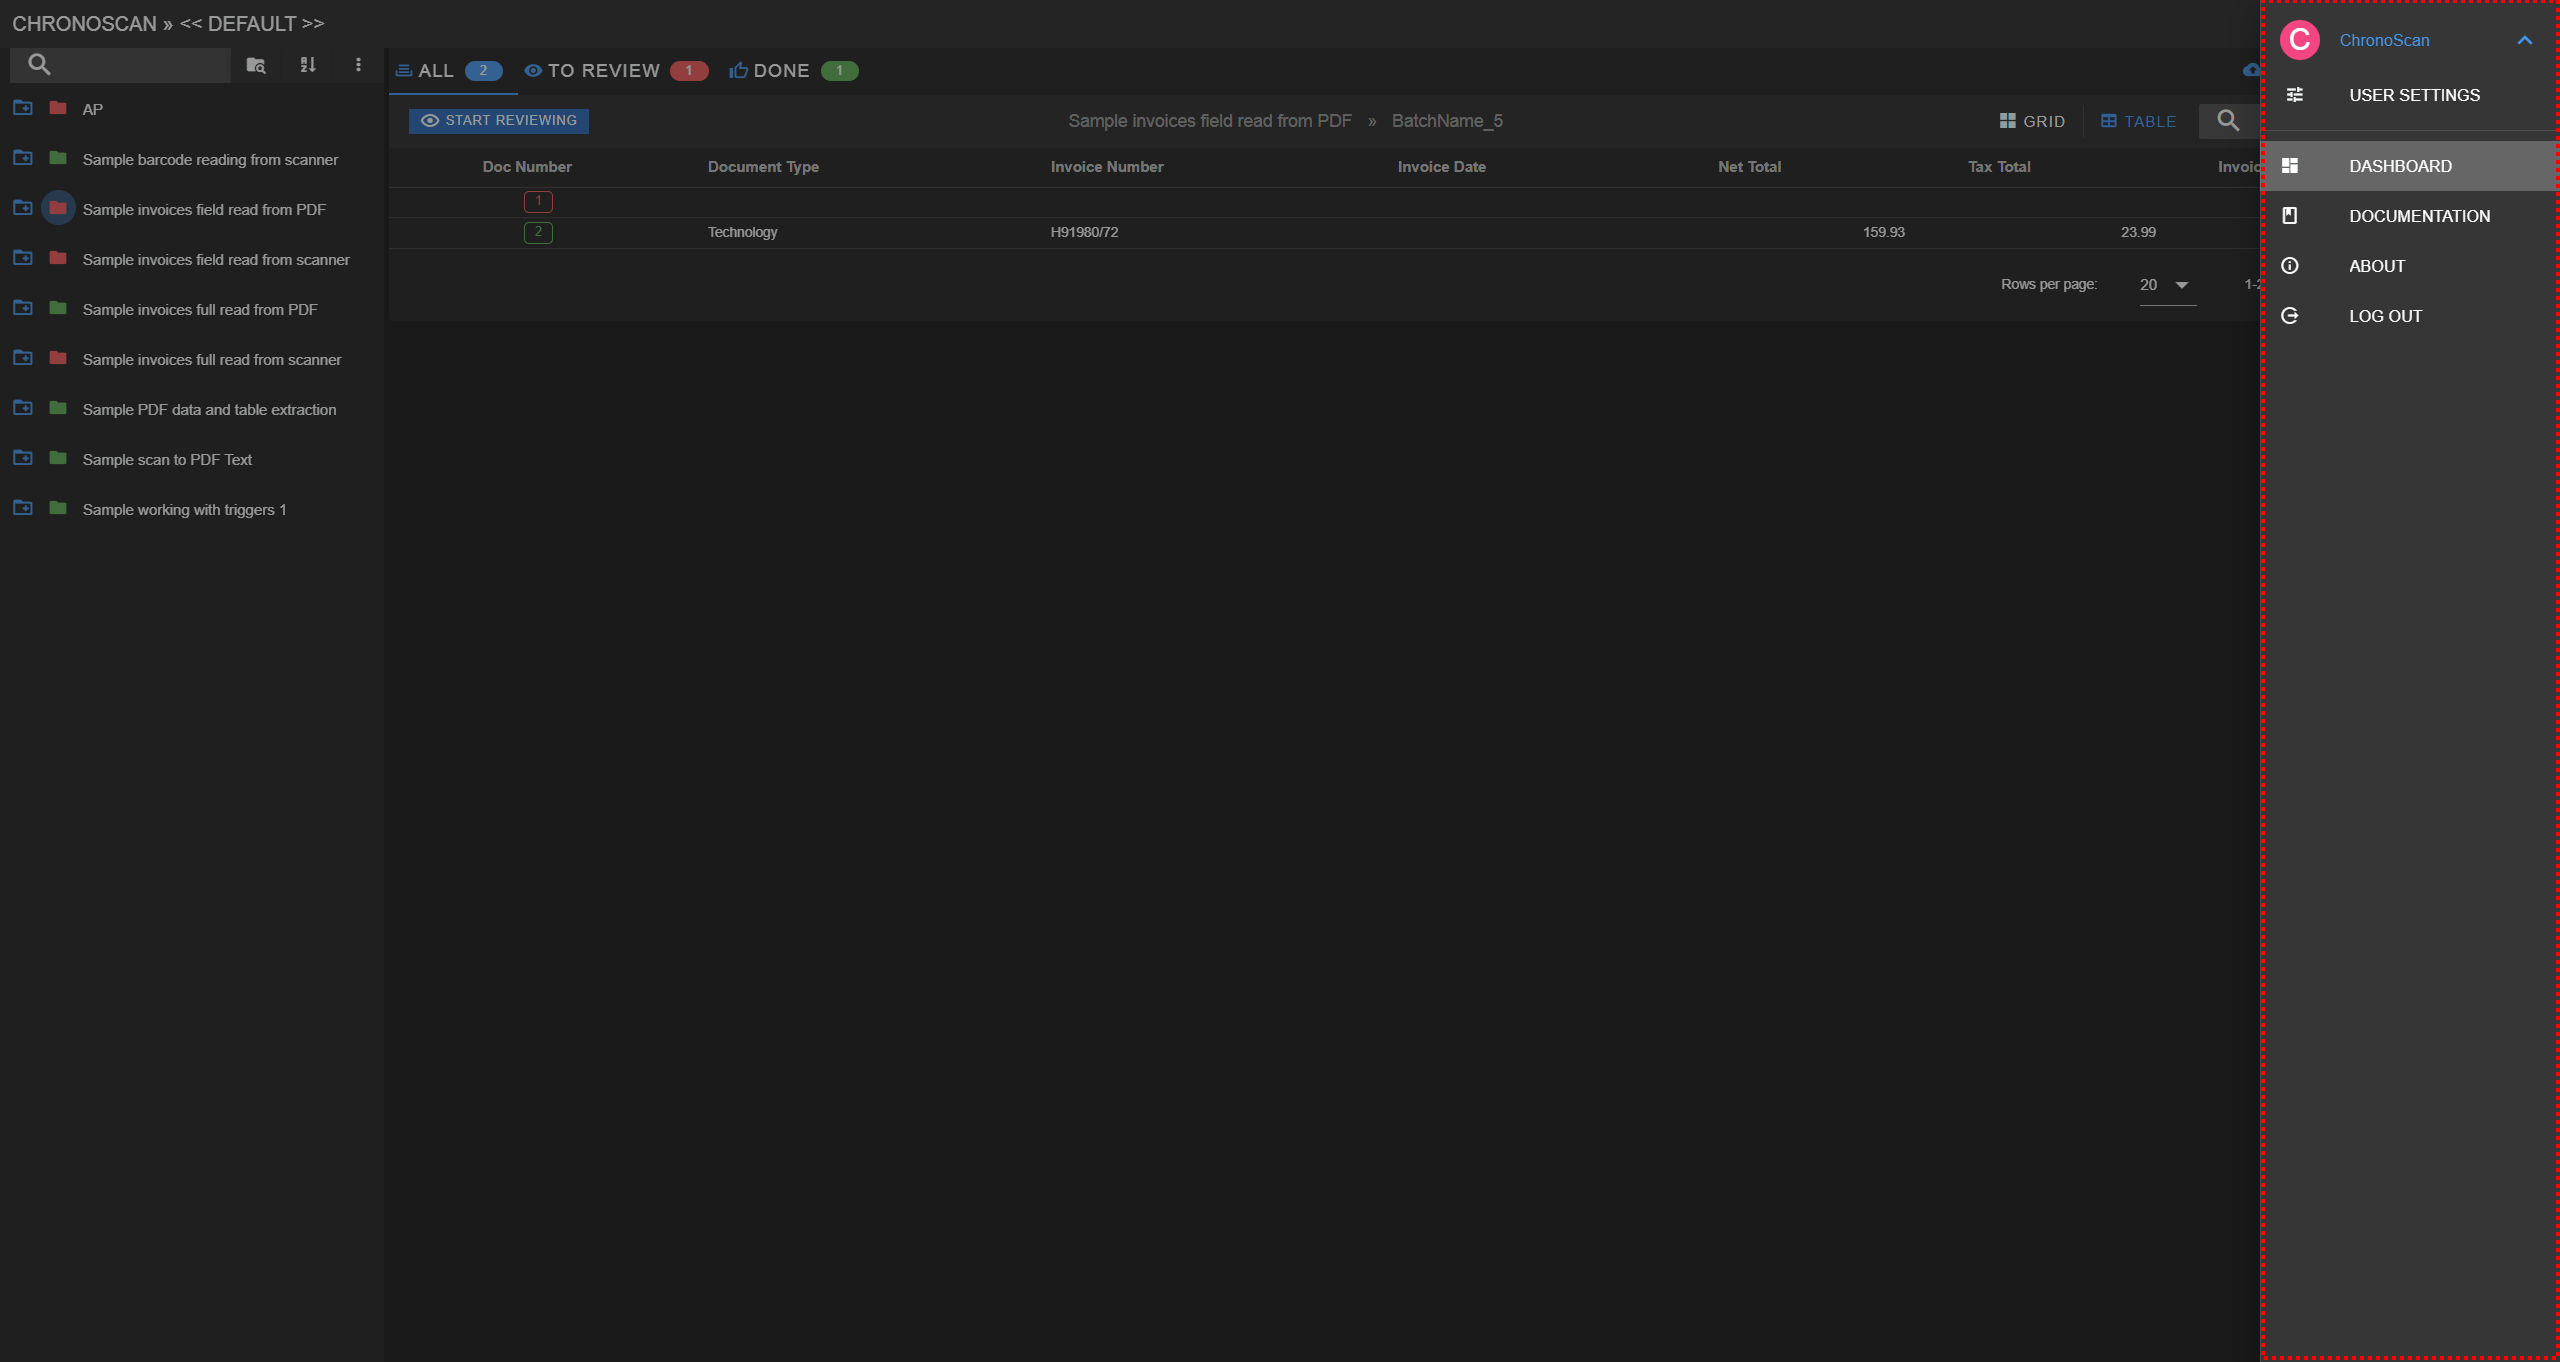 CHRONOSCAN » << DEFAULT >>
AP
Sample barcode reading from scanner
Sample invoices field read from PDF
Sample invoices field read from scanner
Sample invoices full read from PDF
Sample invoices full read from scanner
Sample PDF data and table extraction
Sample scan to PDF Text
Sample working with triggers 1
ALL 2 TO REVIEW 1 DONE 1
START REVIEWING Sample invoices field read from PDF » BatchName_5 GRID TABLE
Doc Number Document Type Invoice Number Invoice Date Net Total Tax Total
1
2 Technology H91980/72 159.93 23.99
Rows per page: 20
C ChronoScan
USER SETTINGS
DASHBOARD
DOCUMENTATION
ABOUT
LOG OUT